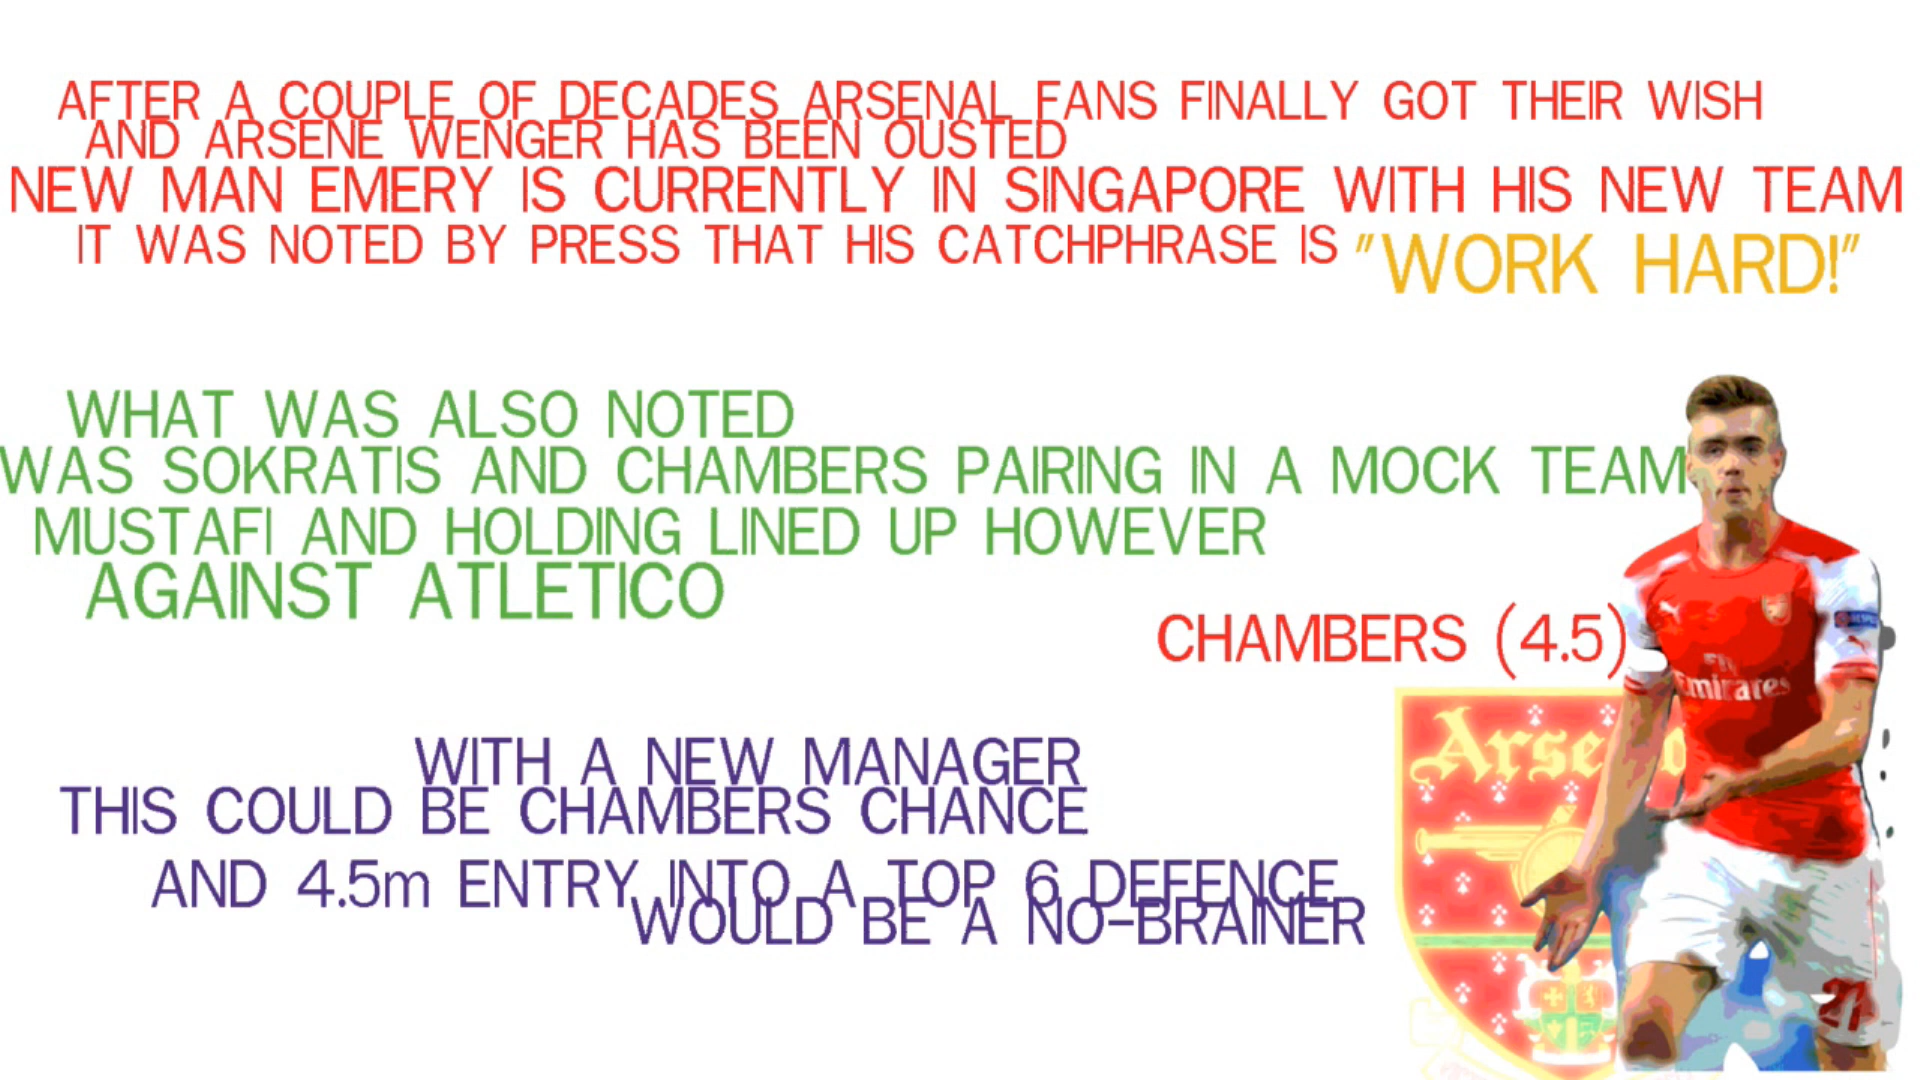 AFTER A COUPLE OF DECADES ARSENAL FANS FINALLY GOT THEIR WISH
AND ARSENE WENGER HAS BEEN OUSTED
NEW MAN EMERY IS CURRENTLY IN SINGAPORE WITH HIS NEW TEAM
IT WAS NOTED BY PRESS THAT HIS CATCHPHRASE IS "WORK HARD!"
WHAT WAS ALSO NOTED
WAS SOKRATIS AND CHAMBERS PAIRING IN A MOCK TEAM
MUSTAFI AND HOLDING LINED UP HOWEVER
AGAINST ATLETICO
CHAMBERS (4.5)
Fly
Emirates
Arse
WITH A NEW MANAGER
THIS COULD BE CHAMBERS CHANCE
AND 4.5m ENTRY INTO A TOP 6 DEFENCE
WOULD BE A NO-BRAINER
21